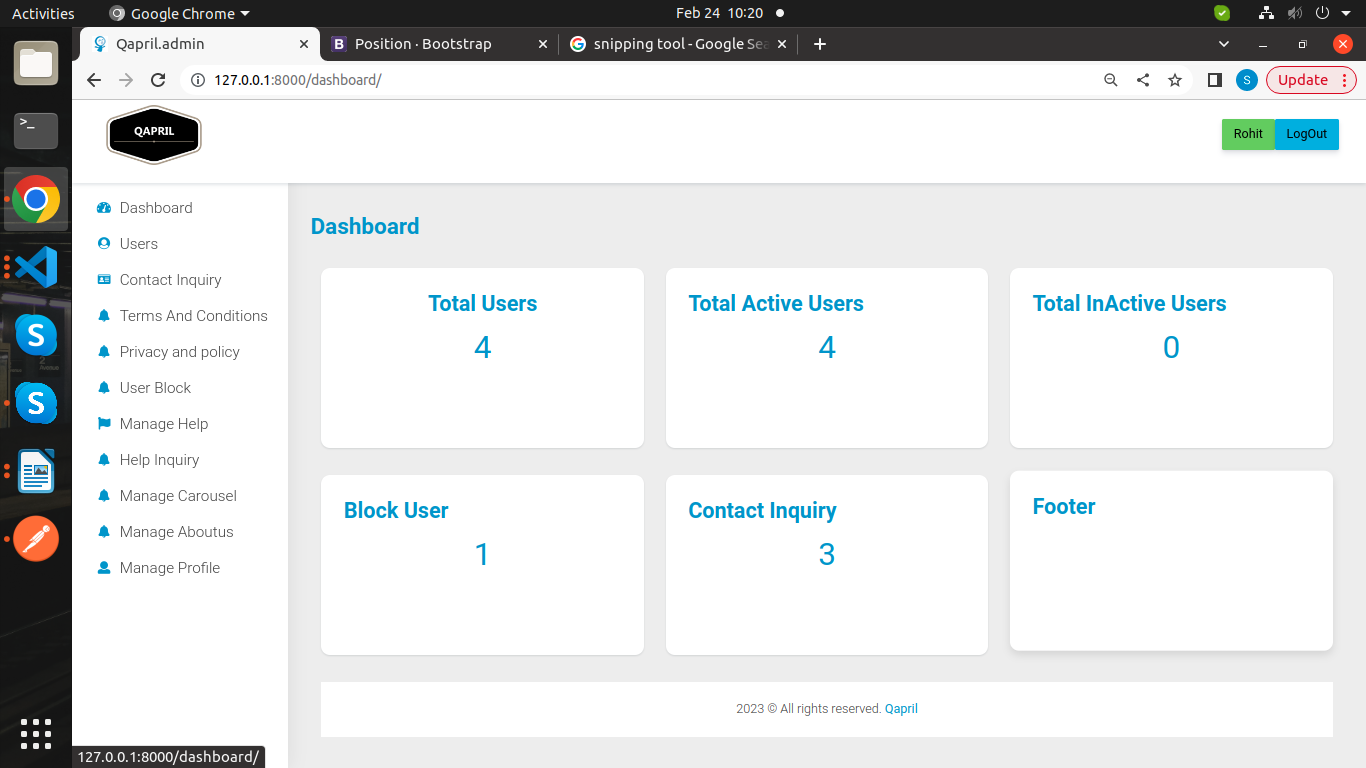 Activities
Google Chrome
Feb 24 10:20
Qapril.admin
Position · Bootstrap
snipping tool - Google Sea
127.0.0.1:8000/dashboard/
S
Update
QAPRIL
Rohit
LogOut
Dashboard
Users
Contact Inquiry
Terms And Conditions
Privacy and policy
User Block
Manage Help
Help Inquiry
Manage Carousel
Manage Aboutus
Manage Profile
Dashboard
Total Users
4
Total Active Users
4
Total InActive Users
0
Block User
1
Contact Inquiry
3
Footer
2023 © All rights reserved. Qapril
127.0.0.1:8000/dashboard/